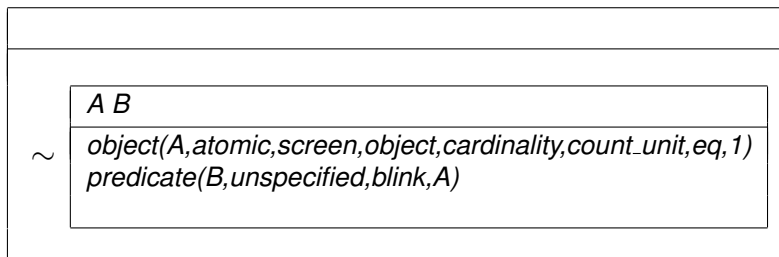 A B
∼
object(A,atomic,screen,object,cardinality,count_unit,eq,1)
predicate(B,unspecified,blink,A)